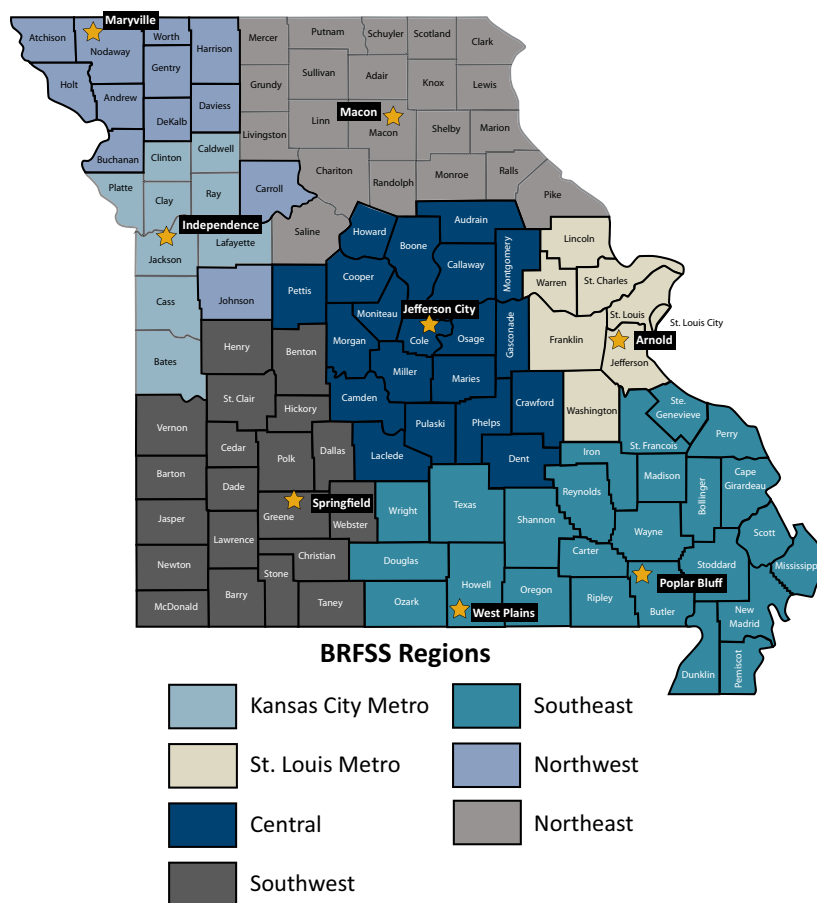 Maryville
Atchison
Worth
Nodaway
Harrison
Mercer
Putnam
Schuyler
Scotland
Clark
Holt
Gentry
Grundy
Sullivan
Adair
Knox
Lewis
Andrew
DeKalb
Daviess
Macon
Livingston
Linn
Macon
Shelby
Marion
Buchanan
Clinton
Caldwell
Platte
Clay
Ray
Carroll
Chariton
Randolph
Monroe
Ralls
Pike
Independence
Jackson
Lafayette
Saline
Howard
Boone
Audrain
Callaway
Montgomery
Lincoln
Warren
St. Charles
Cass
Johnson
Pettis
Cooper
Moniteau
Jefferson City
Cole
Osage
Gasconade
Franklin
St. Louis
St. Louis City
Arnold
Jefferson
Bates
Henry
Benton
Morgan
Miller
Maries
Crawford
Washington
Ste.
Genevieve
St. Francois
Perry
Vernon
St. Clair
Hickory
Camden
Pulaski
Phelps
Cedar
Polk
Dallas
Laclede
Dent
Iron
Madison
Bollinger
Cape
Girardeau
Barton
Dade
Springfield
Greene
Webster
Wright
Texas
Shannon
Reynolds
Wayne
Scott
Jasper
Lawrence
Christian
Douglas
Carter
Poplar Bluff
Stoddard
Mississippi
Newton
Stone
Howell
Oregon
Ripley
Butler
New
Madrid
McDonald
Barry
Taney
Ozark
West Plains
Dunklin
Pemiscot
BRFSS Regions
Kansas City Metro
Southeast
St. Louis Metro
Northwest
Central
Northeast
Southwest